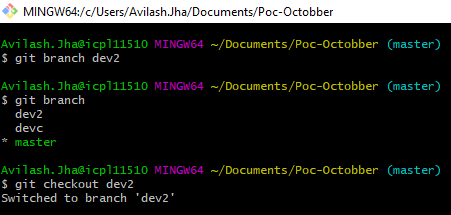 MINGW64:/c/Users/AvilashJha/Documents/Poc-Octobber
Avilash.Jha@icpl11510 MINGW64 ~/Documents/Poc-Octobber (master)
$ git branch dev2
Avilash.Jha@icpl11510 MINGW64 ~/Documents/Poc-Octobber (master)
$ git branch
dev2
devc
* master
Avilash.Jha@icpl11510 MINGW64 ~/Documents/Poc-Octobber (master)
$ git checkout dev2
Switched to branch 'dev2'